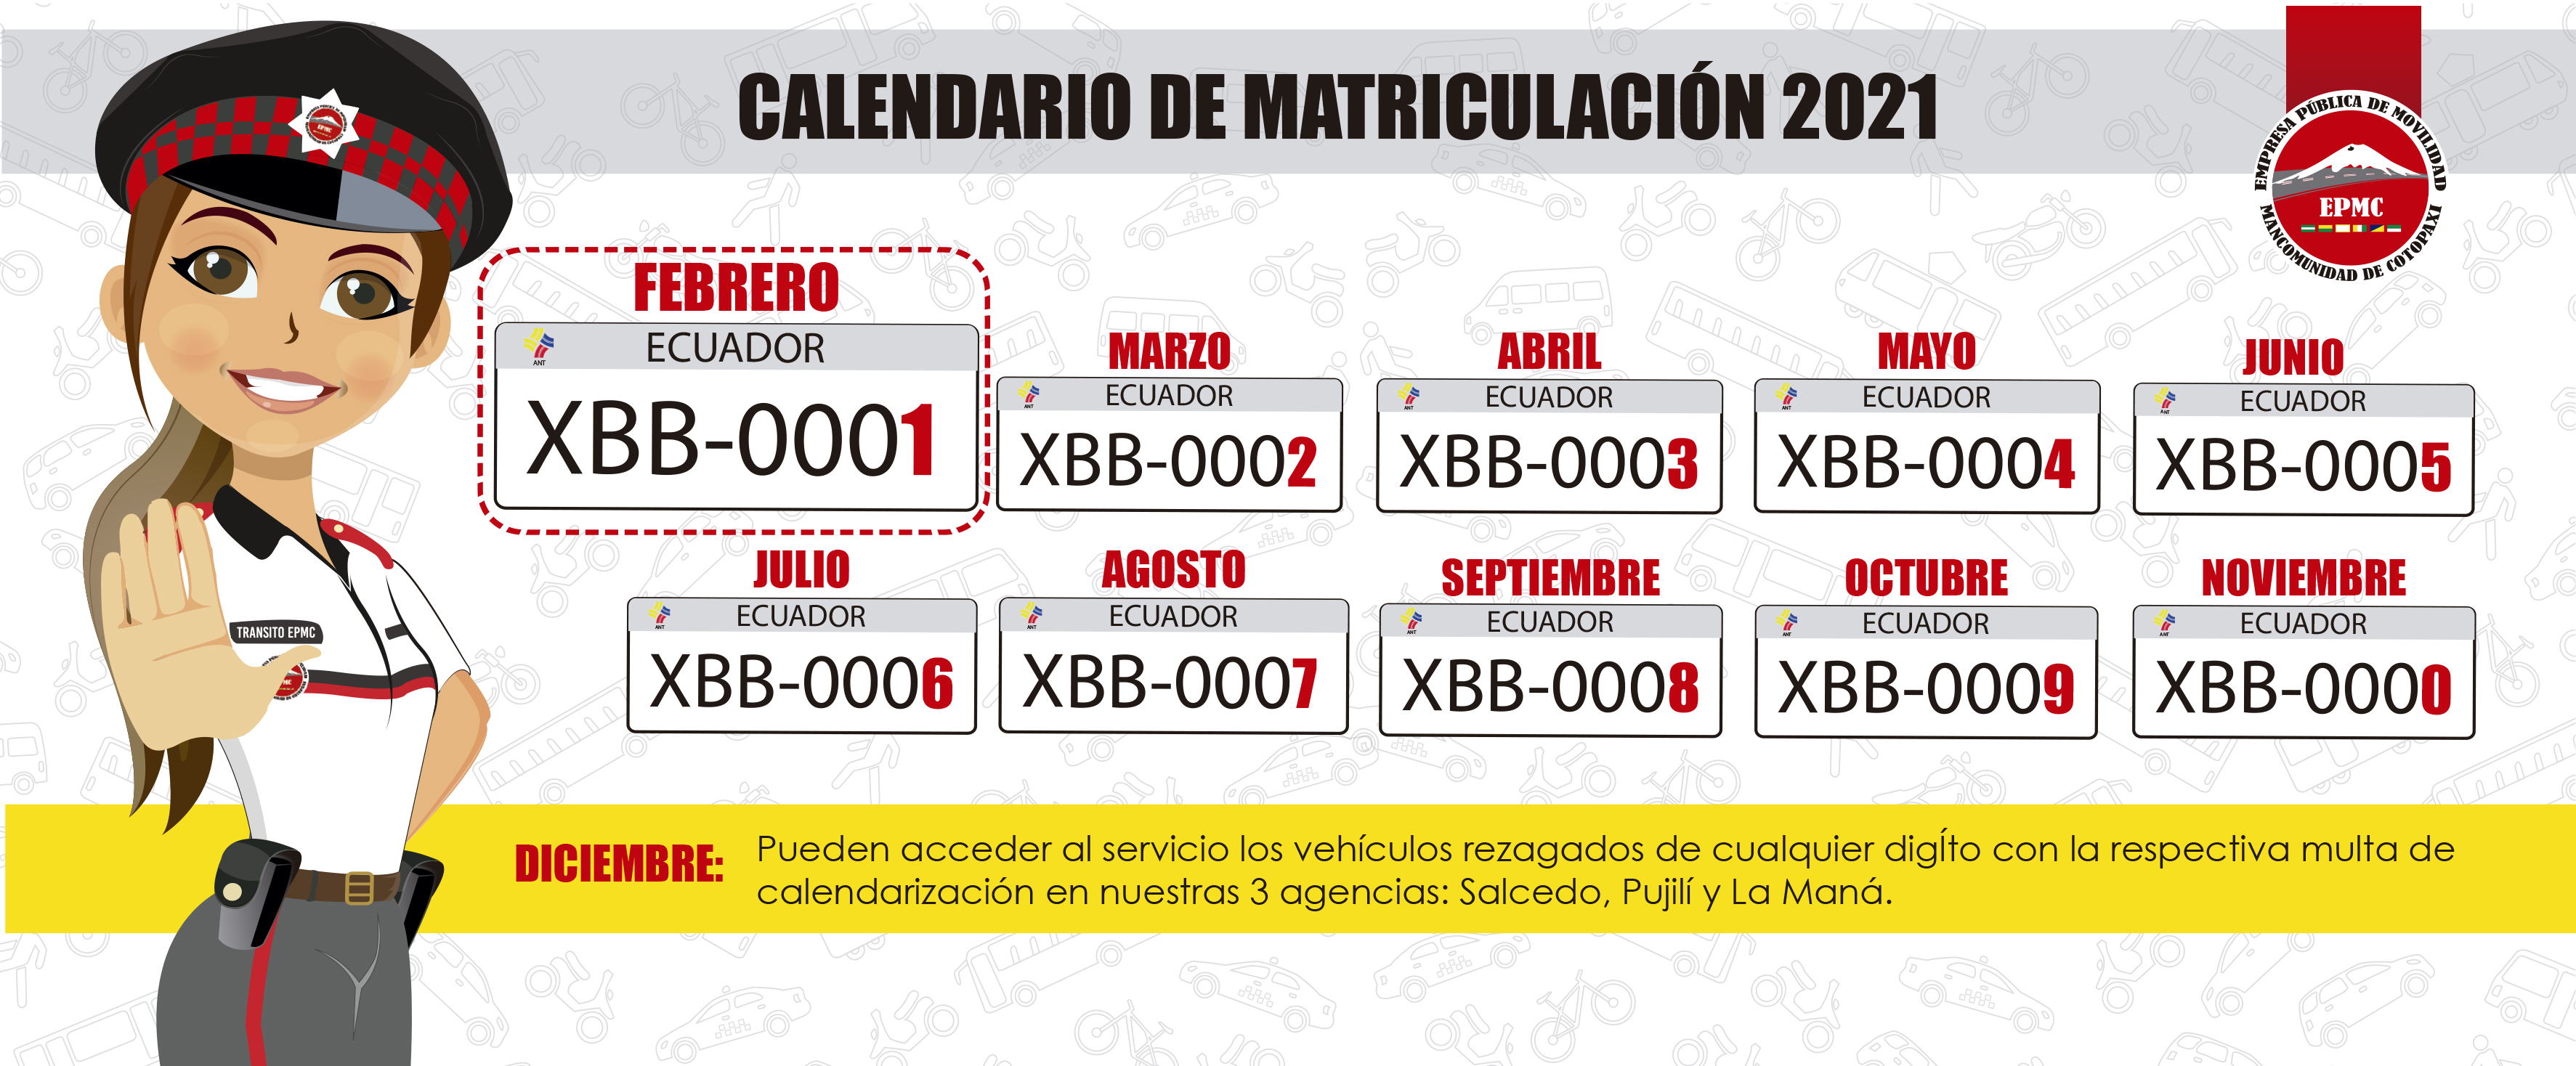 CALENDARIO DE MATRICULACIÓN 2021
EMPRESA PÚBLICA DE MOVILIDAD
EPMC
MANCOMUNIDAD DE COTOPAXI
EPMC
FEBRERO
ANT
ECUADOR
XBB-0001
MARZO
ANT
ECUADOR
XBB-0002
ABRIL
ANT
ECUADOR
XBB-0003
MAYO
ANT
ECUADOR
XBB-0004
JUNIO
ANT
ECUADOR
XBB-0005
JULIO
ANT
ECUADOR
XBB-0006
AGOSTO
ANT
ECUADOR
XBB-0007
SEPTIEMBRE
ANT
ECUADOR
XBB-0008
OCTUBRE
ANT
ECUADOR
XBB-0009
NOVIEMBRE
ANT
ECUADOR
XBB-0000
TRANSITO EPMC
DICIEMBRE:
Pueden acceder al servicio los vehículos rezagados de cualquier digÍto con la respectiva multa de
calendarización en nuestras 3 agencias: Salcedo, Pujilí y La Maná.